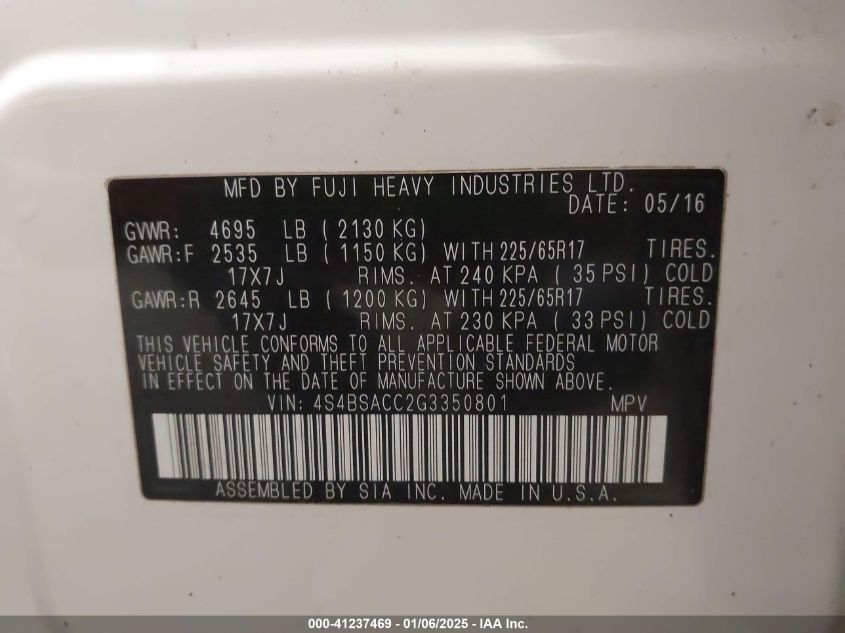 MFD BY FUJI HEAVY INDUSTRIES LTD.
DATE: 05/16
GVWR: 4695 LB ( 2130 KG)
GAWR:F 2535 LB ( 1150 KG) WITH 225/65R17 TIRES.
17X7J RIMS. AT 240 KPA ( 35 PSI) COLD
GAWR:R 2645 LB ( 1200 KG) WITH 225/65R17 TIRES.
17X7J RIMS. AT 230 KPA ( 33 PSI) COLD
THIS VEHICLE CONFORMS TO ALL APPLICABLE FEDERAL MOTOR
VEHICLE SAFETY AND THEFT PREVENTION STANDARDS
IN EFFECT ON THE DATE OF MANUFACTURE SHOWN ABOVE.
VIN: 4S4BSACC2G3350801 MPV
ASSEMBLED BY SIA INC. MADE IN U.S.A.
000-41237469 - 01/06/2025 - IAA Inc.